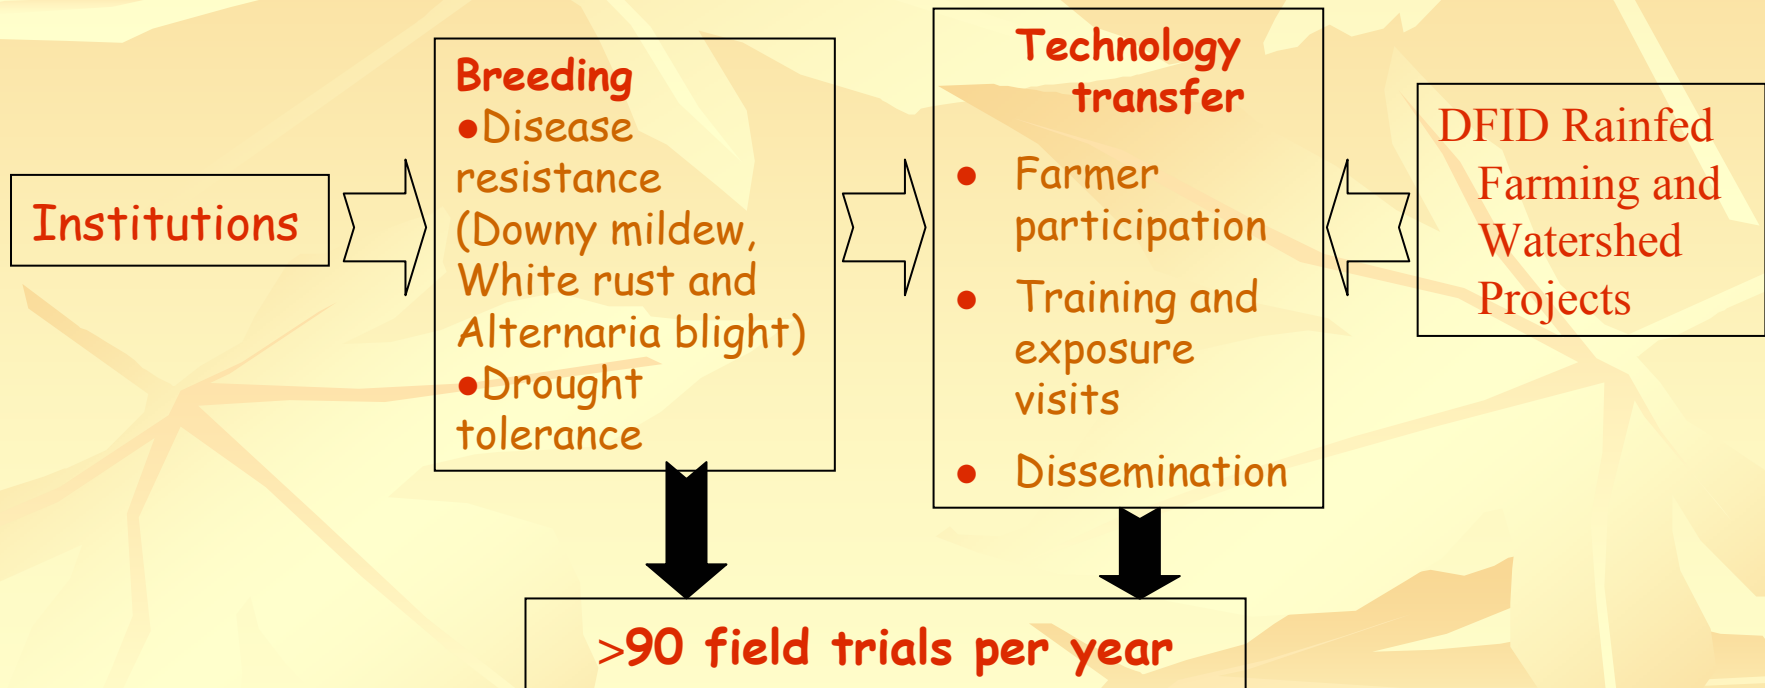 Institutions
Breeding
●Disease
resistance
(Downy mildew,
White rust and
Alternaria blight)
●Drought
tolerance
Technology
transfer
● Farmer
participation
● Training and
exposure
visits
● Dissemination
DFID Rainfed
Farming and
Watershed
Projects
>90 field trials per year